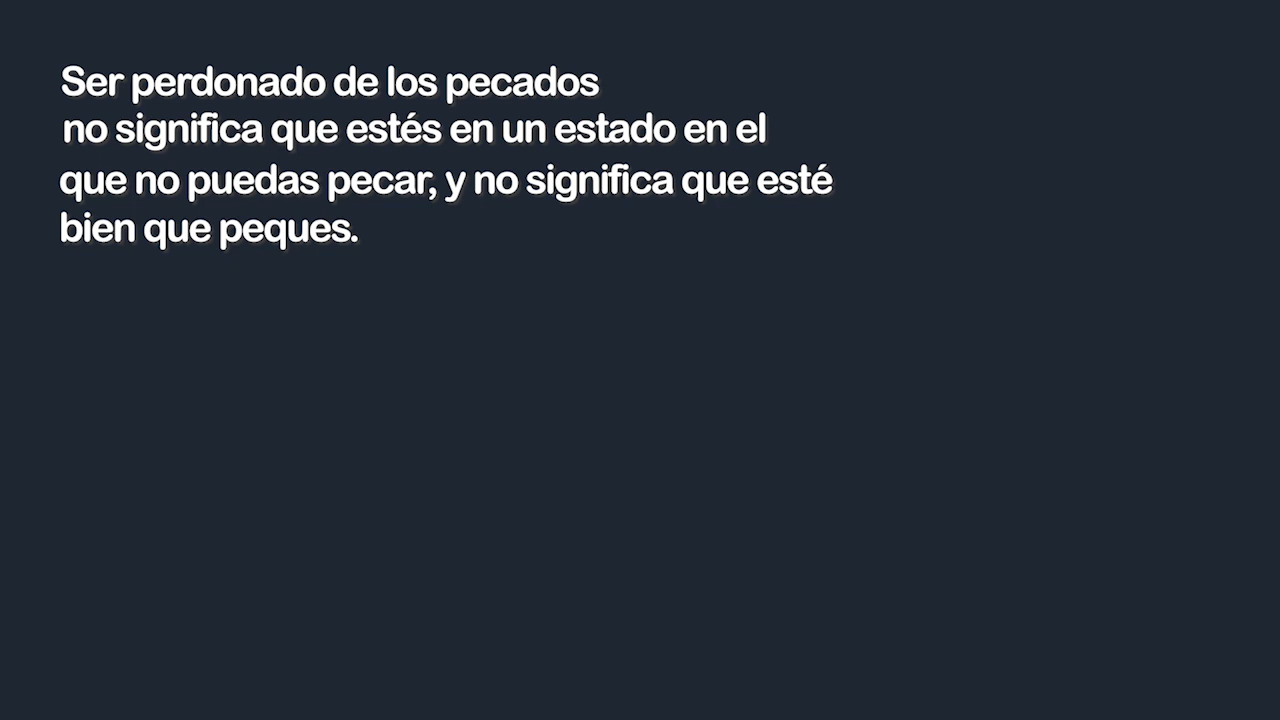 Ser perdonado de los pecados
no significa que estés en un estado en el
que no puedas pecar, y no significa que esté
bien que peques.